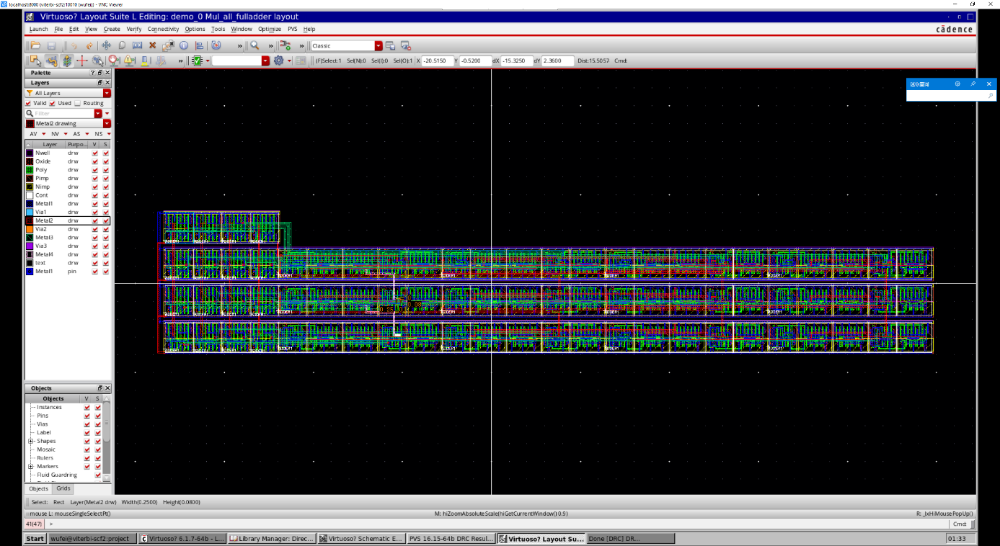 localhost:8000 (viterbi-scf2:10010 (wufei)) - VNC Viewer
Virtuoso? Layout Suite L Editing: demo_0 Mul_all_fulladder layout
Launch File Edit View Create Verify Connectivity Options Tools Window Optimize PVS Help
cādence
» » » Classic
» (F)Select:1 Sel(N):0 Sel(I):0 Sel(O):1 X -20.5150 Y -0.5200 dX -15.3250 dY 2.3600 Dist:15.5057 Cmd:
Palette
Layers
All Layers
Valid Used Routing
Filter
Metal2 drawing
AV NV AS NS
Layer Purpo... V S
Nwell drw
Oxide drw
Poly drw
Pimp drw
Nimp drw
Cont drw
Metal1 drw
Via1 drw
Metal2 drw
Via2 drw
Metal3 drw
Via3 drw
Metal4 drw
text drw
Metal1 pin
迷你查询
Objects
Objects V S
Instances
Pins
Vias
Label
Shapes
Mosaic
Rulers
Markers
Fluid Guardring
Objects Grids
Select: Rect Layer(Metal2 drw) Width(0.2500) Height(0.0800)
mouse L: mouseSingleSelectPt() M: hiZoomAbsoluteScale(hiGetCurrentWindow() 0.9) R: _lxHiMousePopUp()
41(47) > Cmd:
Start wufei@viterbi-scf2:project Virtuoso? 6.1.7-64b - L... Library Manager: Direc... Virtuoso? Schematic E... PVS 16.15-64b DRC Resul... Virtuoso? Layout Su... Done [DRC] DR... 01:33